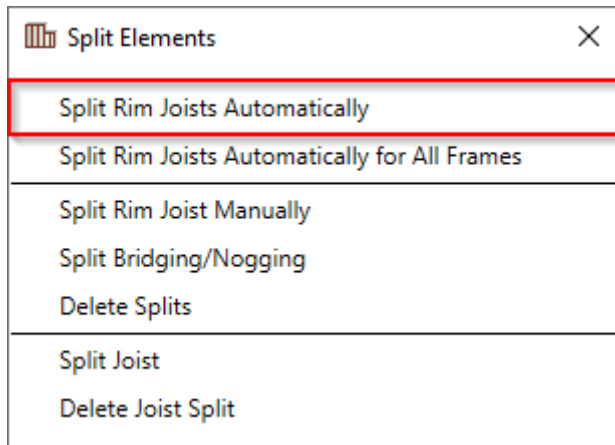 Split Elements
Split Rim Joists Automatically
Split Rim Joists Automatically for All Frames
Split Rim Joist Manually
Split Bridging/Nogging
Delete Splits
Split Joist
Delete Joist Split